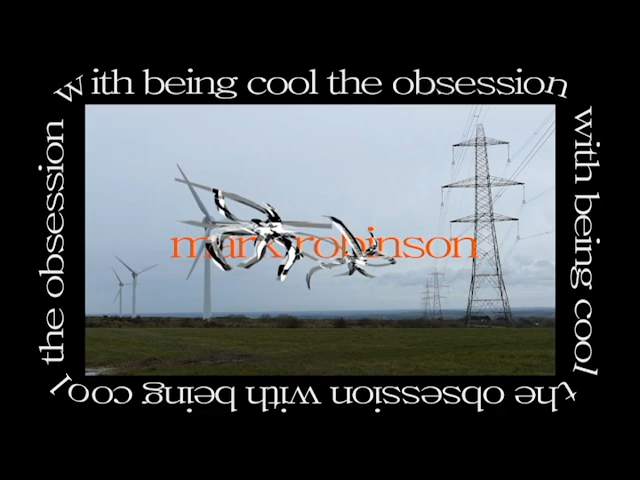 with being cool the obsession
with being cool
the obsession with being cool
the obsession
mark robinson